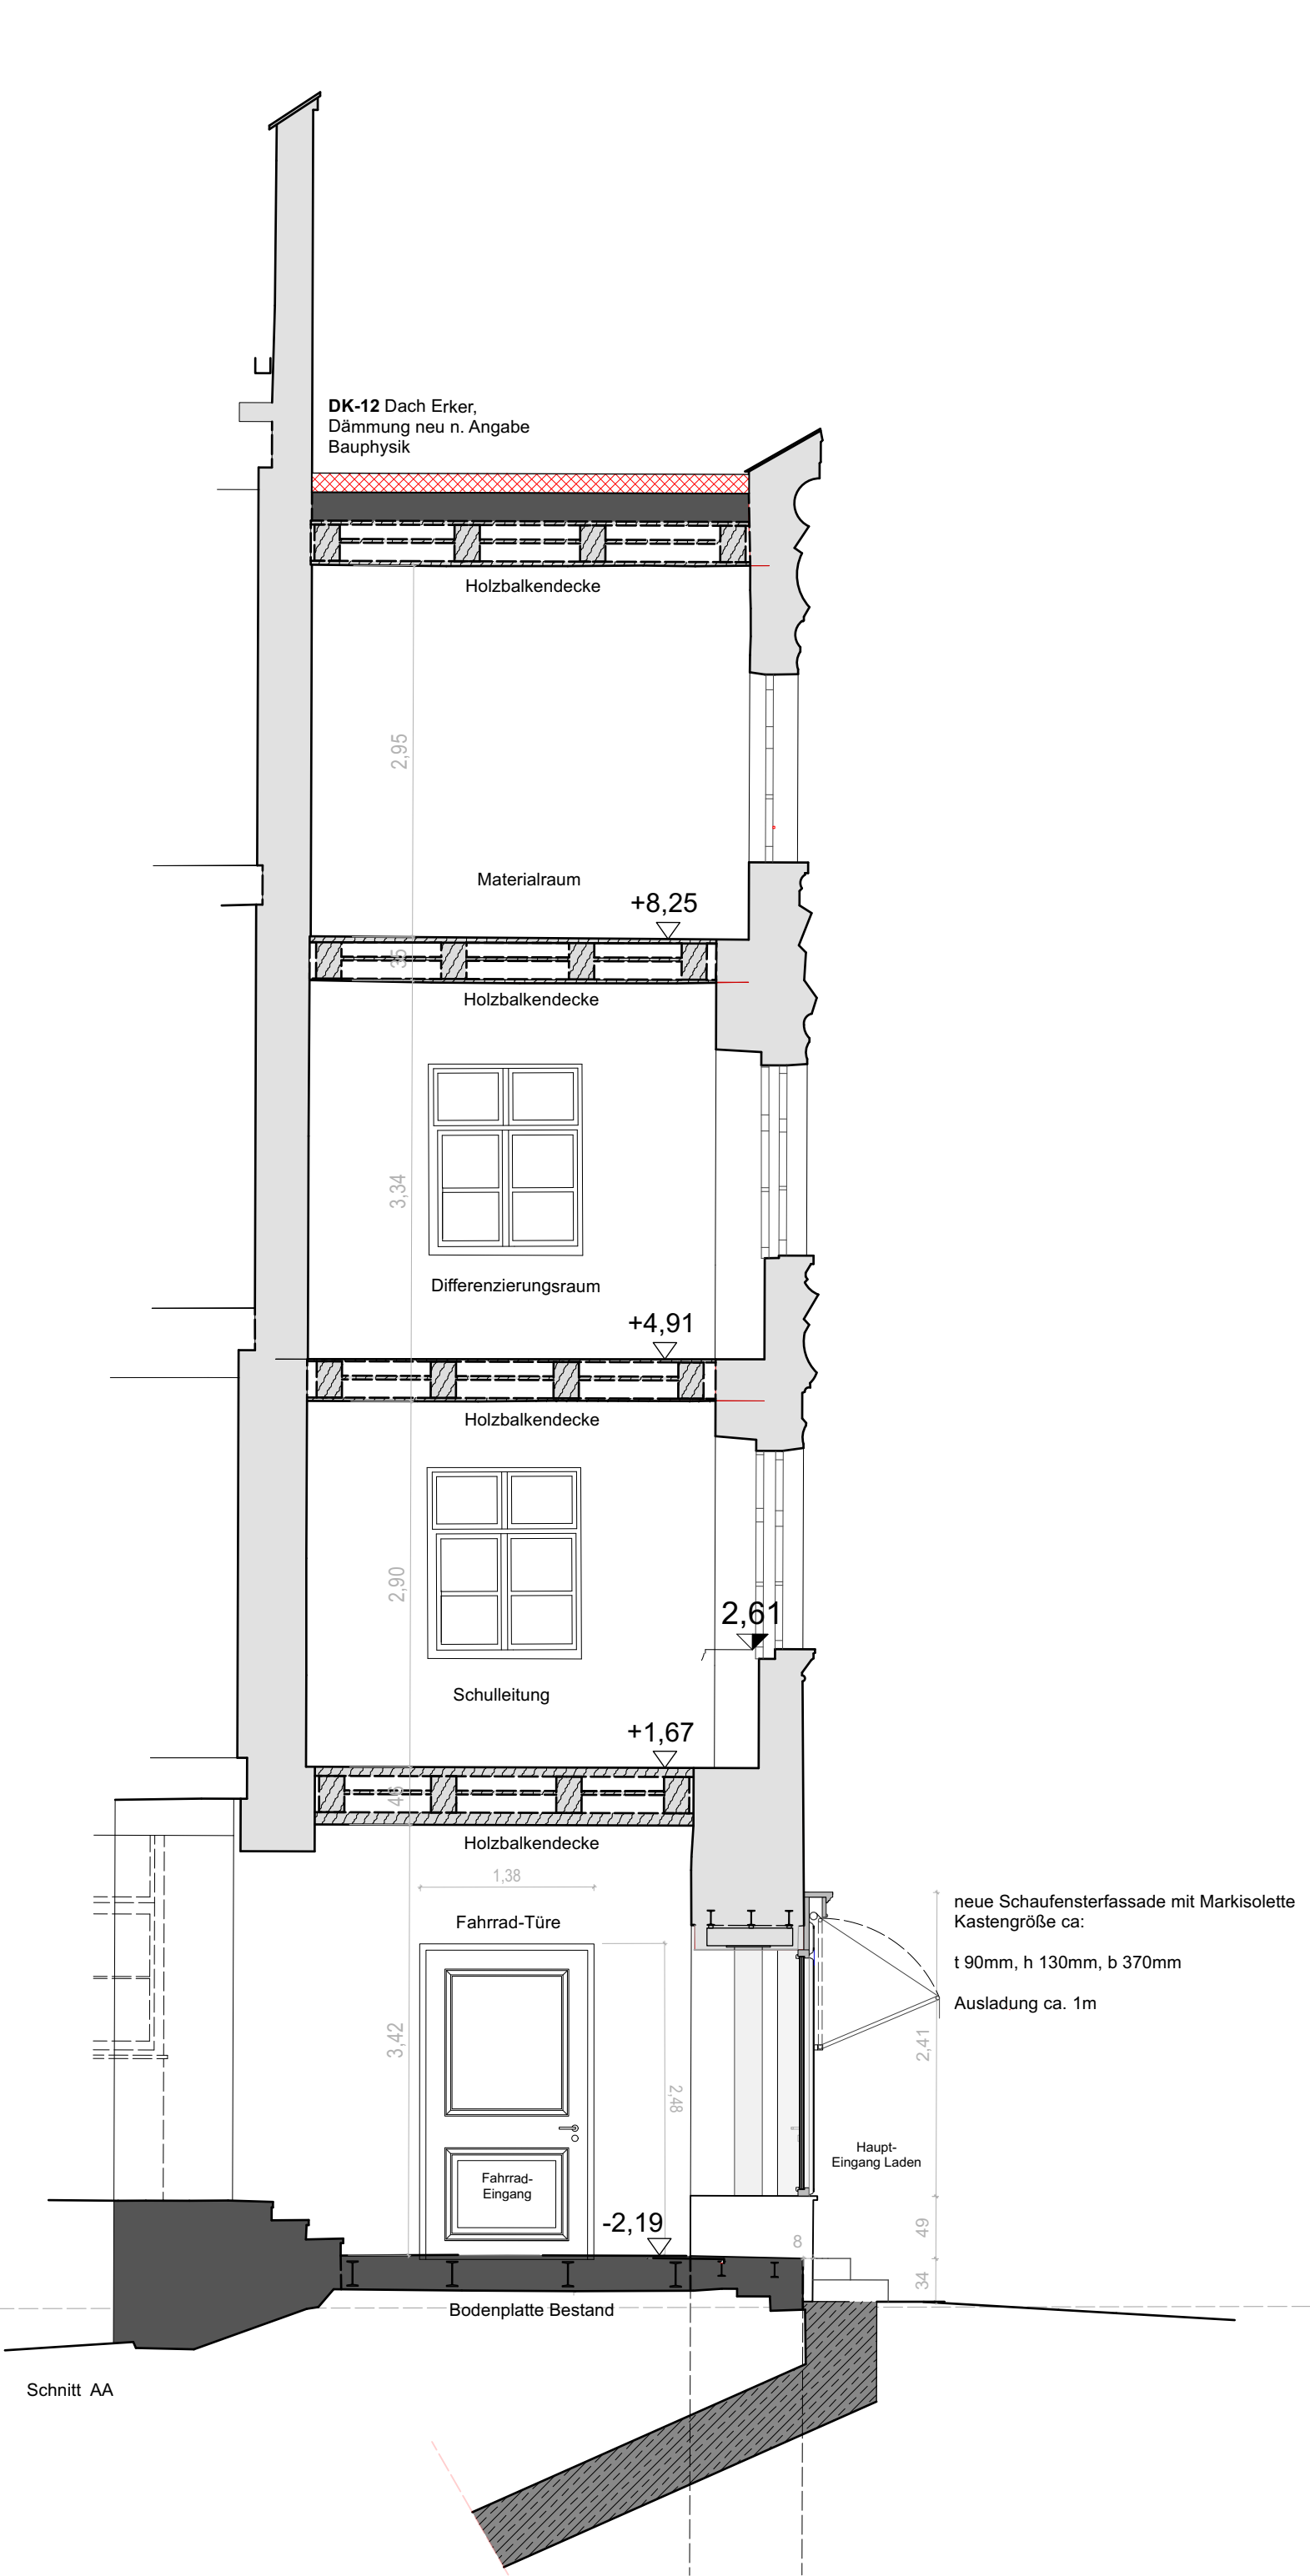 DK-12 Dach Erker,
Dämmung neu n. Angabe
Bauphysik
Holzbalkendecke
2,95
Materialraum
+8,25
35
Holzbalkendecke
3,34
Differenzierungsraum
+4,91
Holzbalkendecke
2,90
2,61
Schulleitung
+1,67
46
Holzbalkendecke
1,38
Fahrrad-Türe
neue Schaufensterfassade mit Markisolette
Kastengröße ca:
t 90mm, h 130mm, b 370mm
Ausladung ca. 1m
3,42
2,41
2,48
Haupt-
Eingang Laden
Fahrrad-
Eingang
-2,19
49
8
34
Bodenplatte Bestand
Schnitt AA